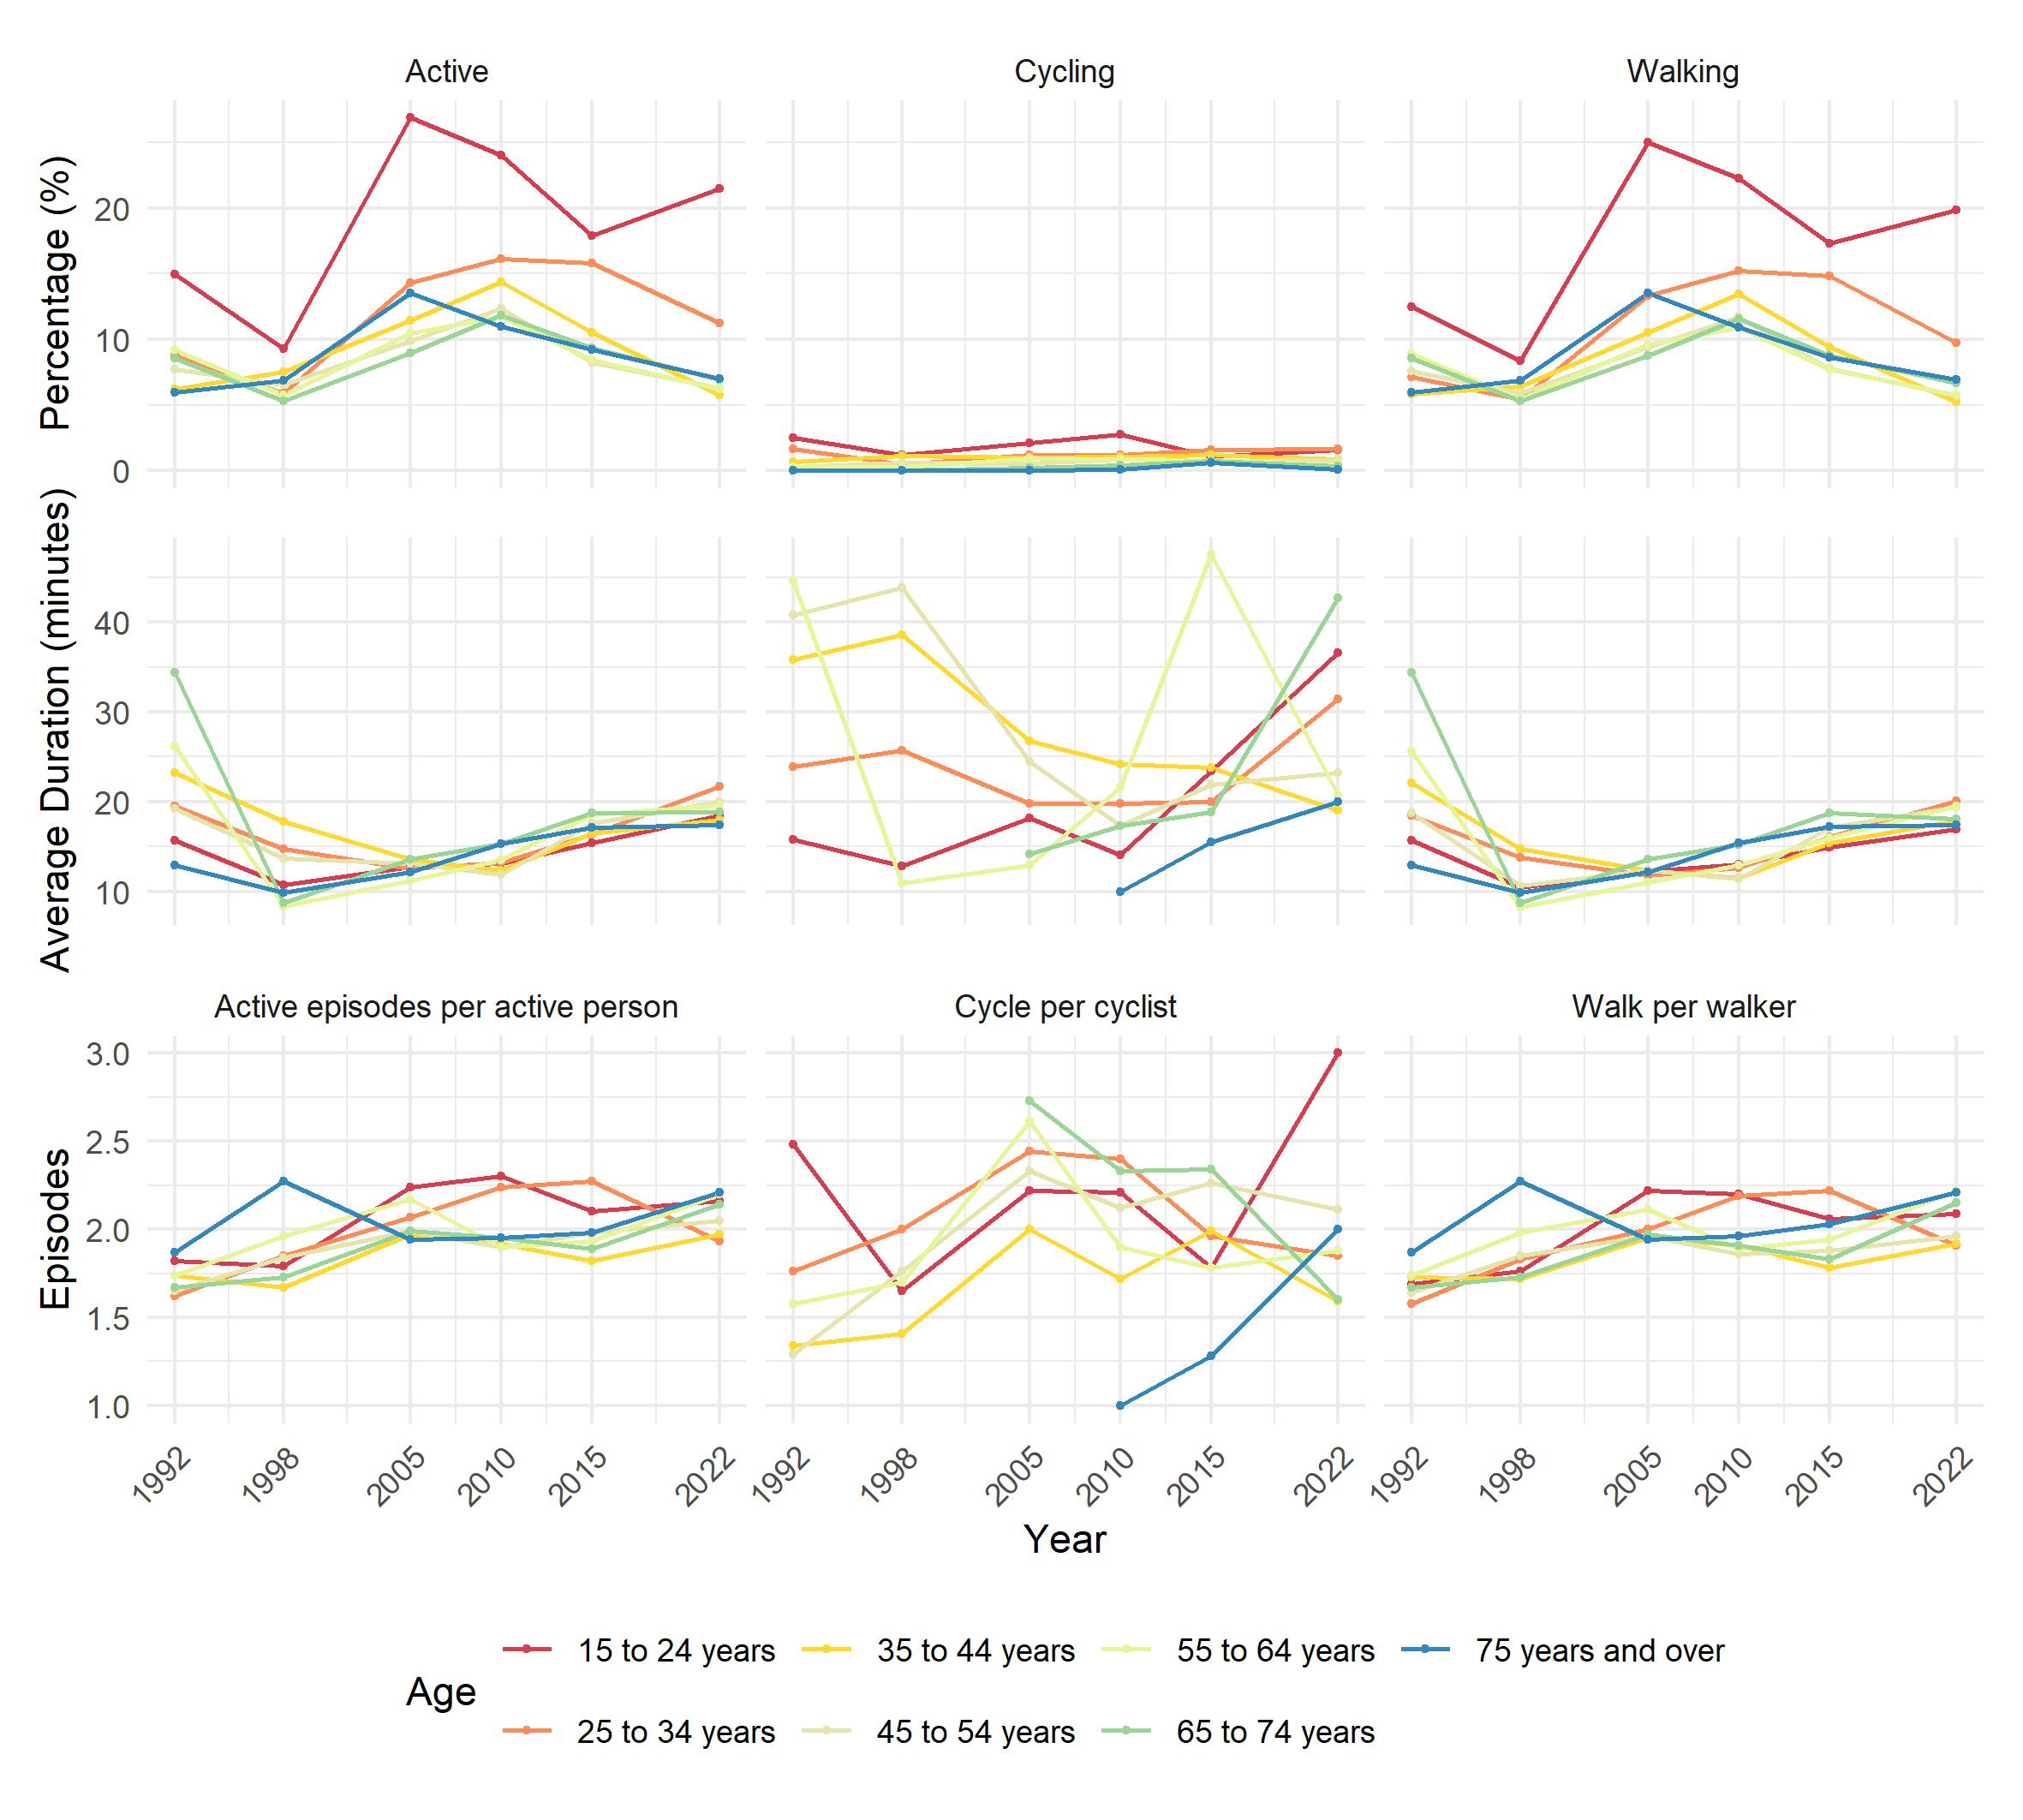 Active Cycling Walking
Percentage (%)
20
10
0
Average Duration (minutes)
40
30
20
10
Active episodes per active person Cycle per cyclist Walk per walker
Episodes
3.0
2.5
2.0
1.5
1.0
1992 1998 2005 2010 2015 2022 1992 1998 2005 2010 2015 2022 1992 1998 2005 2010 2015 2022
Year
Age
15 to 24 years 35 to 44 years 55 to 64 years 75 years and over
25 to 34 years 45 to 54 years 65 to 74 years